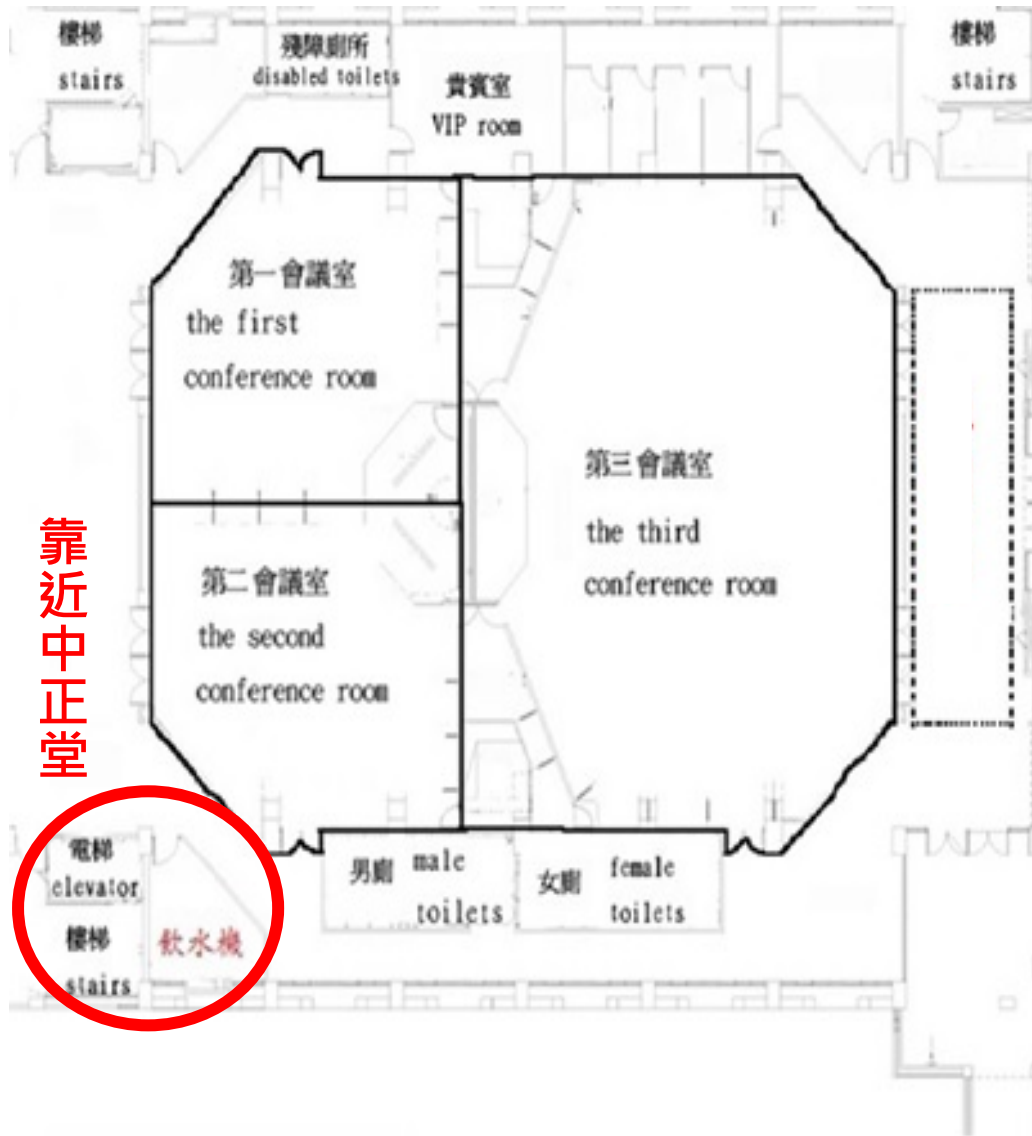 樓梯
stairs
殘障廁所
disabled toilets
貴賓室
VIP room
樓梯
stairs
第一會議室
the first
conference room
第三會議室
the third
conference room
第二會議室
the second
conference room
靠近中正堂
電梯
elevator
樓梯
stairs
飲水機
男廁 male
toilets
女廁 female
toilets